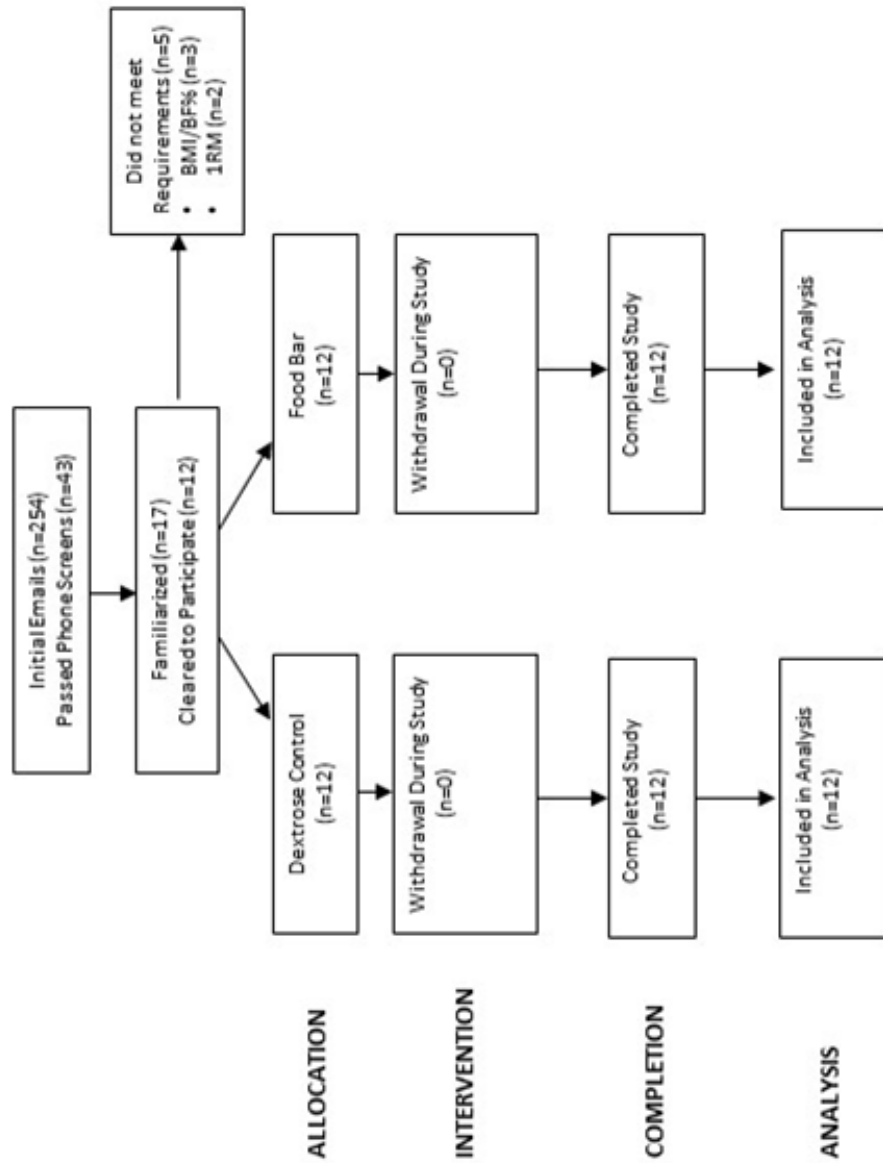 Initial Emails (n=254)
Passed Phone Screens (n=43)
Familiarized (n=17)
Cleared to Participate (n=12)
Did not meet
Requirements (n=5)
• BMI/BF% (n=3)
• 1RM (n=2)
ALLOCATION
Dextrose Control
(n=12)
Food Bar
(n=12)
INTERVENTION
Withdrawal During Study
(n=0)
Withdrawal During Study
(n=0)
COMPLETION
Completed Study
(n=12)
Completed Study
(n=12)
ANALYSIS
Included in Analysis
(n=12)
Included in Analysis
(n=12)